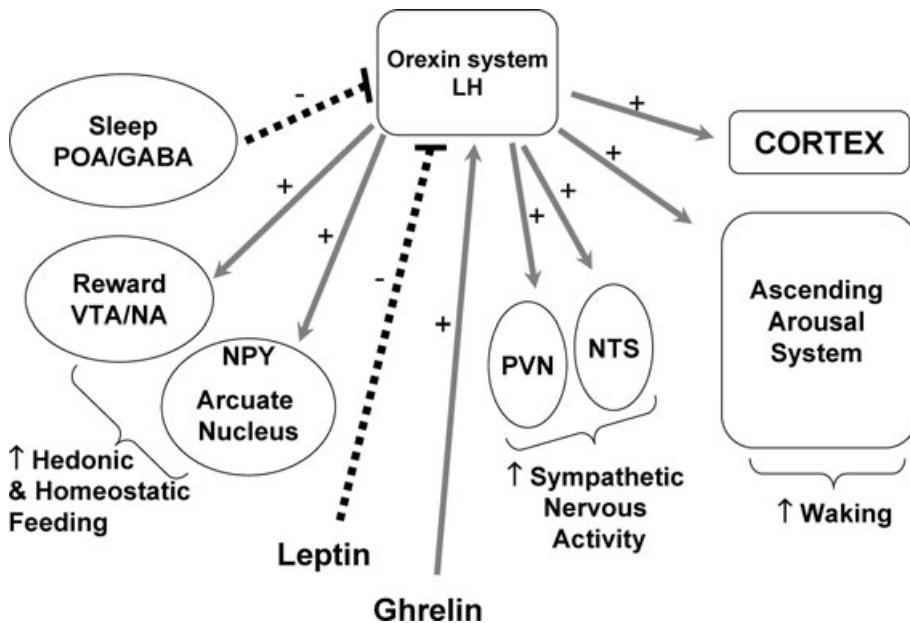 Orexin system
LH
-
Sleep
POA/GABA
+
CORTEX
+
+
Reward
VTA/NA
+
-
+
+
+
Ascending
Arousal
System
NPY
Arcuate
Nucleus
PVN
NTS
↑ Hedonic
& Homeostatic
Feeding
↑ Sympathetic
Nervous
Activity
↑ Waking
Leptin
Ghrelin